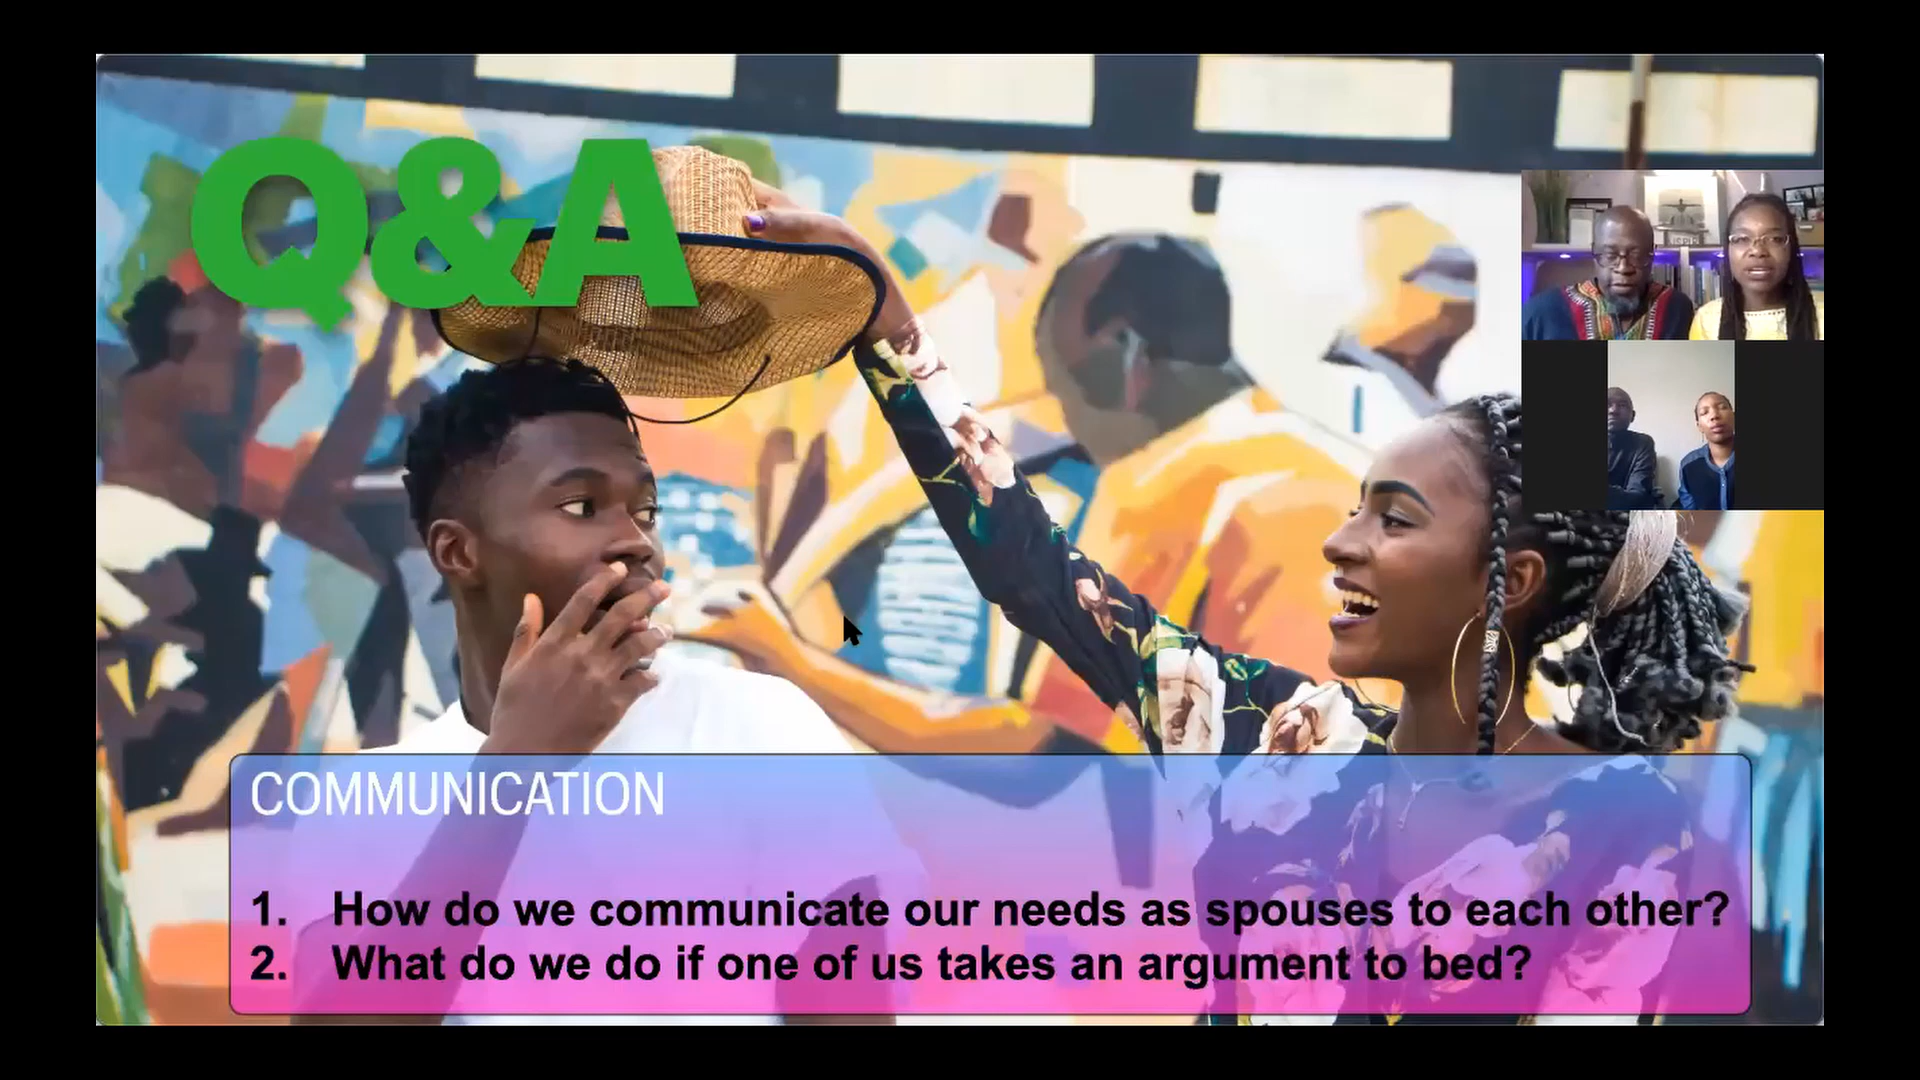 Q&A
COMMUNICATION
1. How do we communicate our needs as spouses to each other?
2. What do we do if one of us takes an argument to bed?